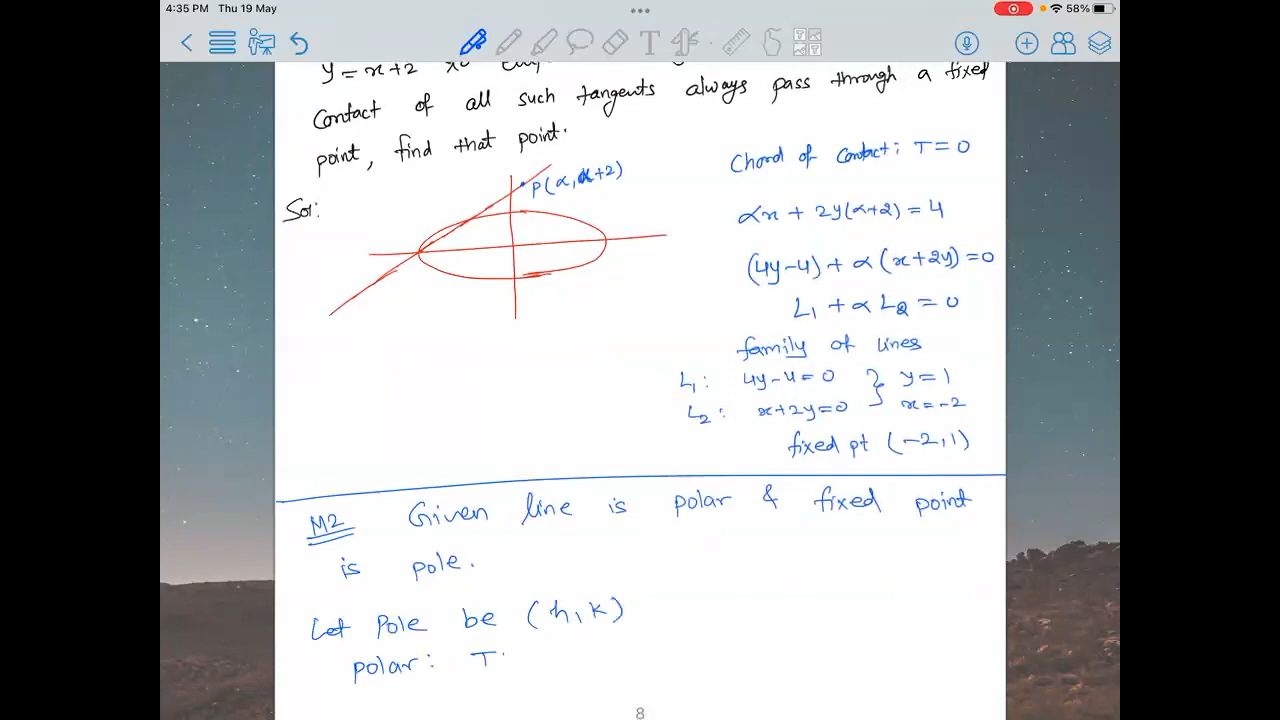 4:35 PM Thu 19 May
58%
T
y = x+2
Contact of all such tangents always pass through a fixed
point, find that point.
Sol:
P(α, α+2)
Chord of Contact: T = 0
αx + 2y(α+2) = 4
(4y-4) + α(x+2y) = 0
L₁ + αL₂ = 0
family of lines
L₁: 4y-4=0 } y=1
L₂: x+2y=0 } x=-2
fixed pt (-2,1)
M2 Given line is polar & fixed point
is pole.
Let Pole be (h,k)
polar: T
8